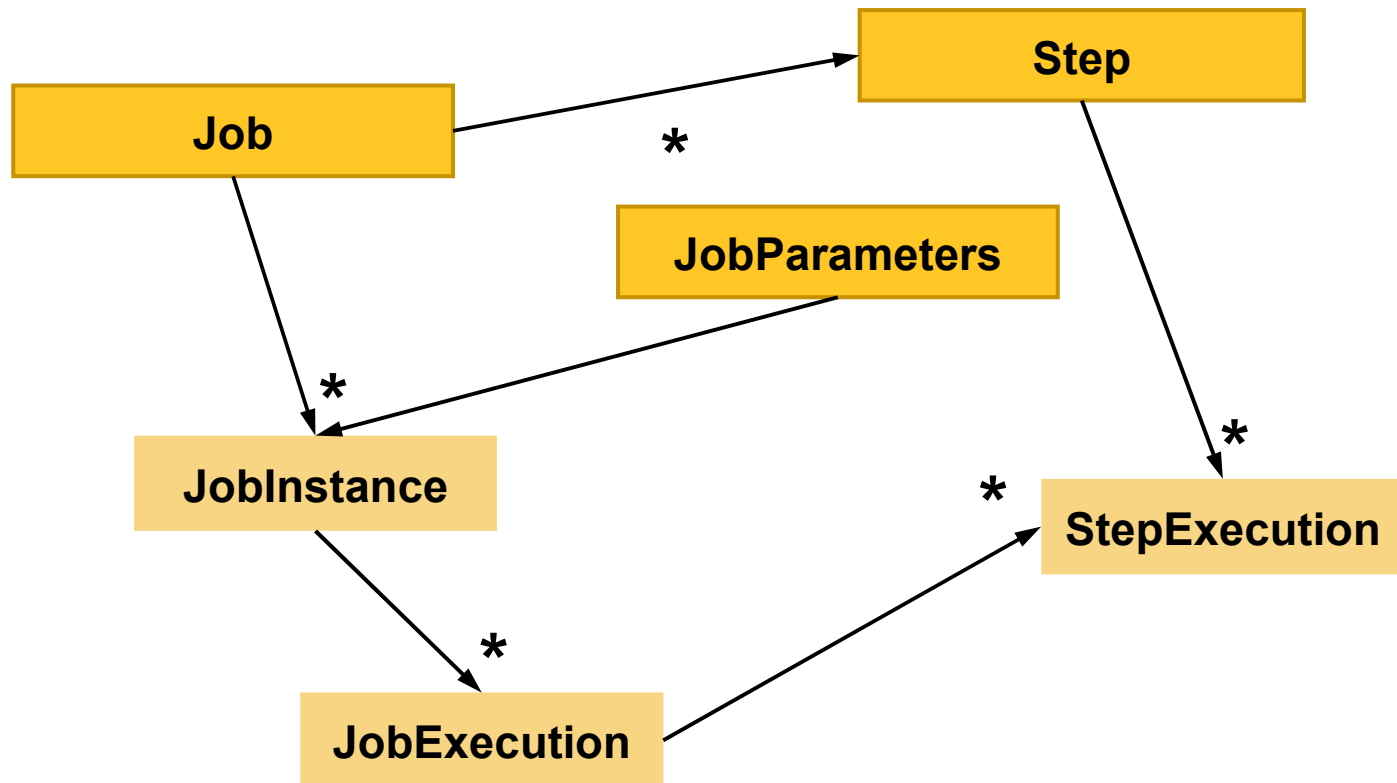 Step
Job
*
JobParameters
*
*
JobInstance
*
StepExecution
*
JobExecution